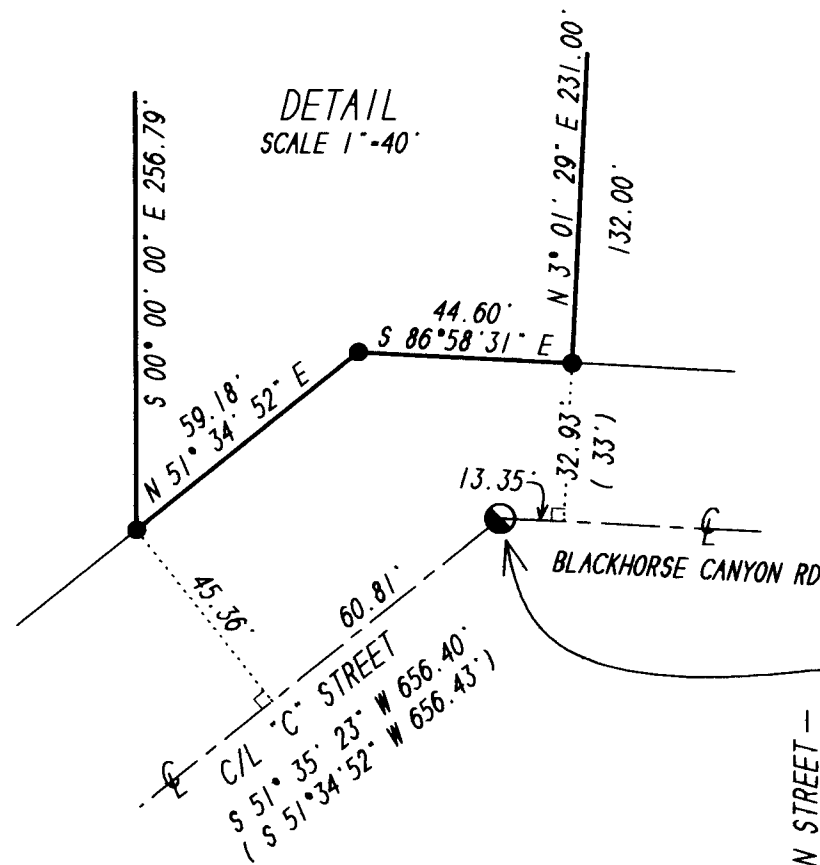 DETAIL
SCALE 1"=40'
S 00° 00' 00" E 256.79'
N 3° 01' 29" E 231.00'
132.00'
44.60'
S 86°58'31" E
59.18'
N 51° 34' 52" E
32.93'
( 33')
13.35'
℄
BLACKHORSE CANYON RD
45.36'
60.81'
℄ C/L "C" STREET
S 51° 35' 23" W 656.40'
( S 51°34'52" W 656.43')
N STREET —